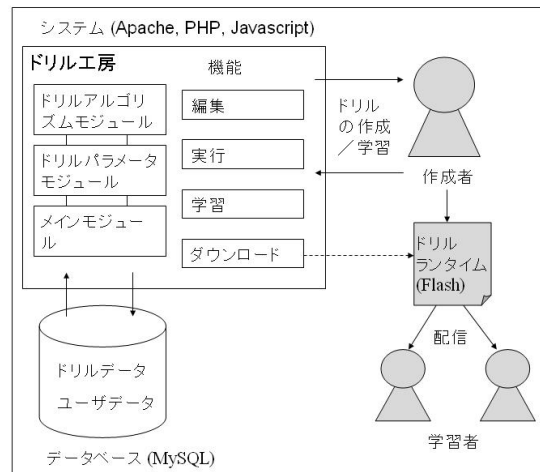 システム (Apache, PHP, Javascript)
ドリル工房
機能
ドリルアルゴリ
ズムモジュール
ドリルパラメータ
モジュール
メインモジュー
ル
編集
実行
学習
ダウンロード
ドリル
の作成
／学習
作成者
ドリル
ランタイム
(Flash)
配信
学習者
ドリルデータ
ユーザデータ
データベース (MySQL)